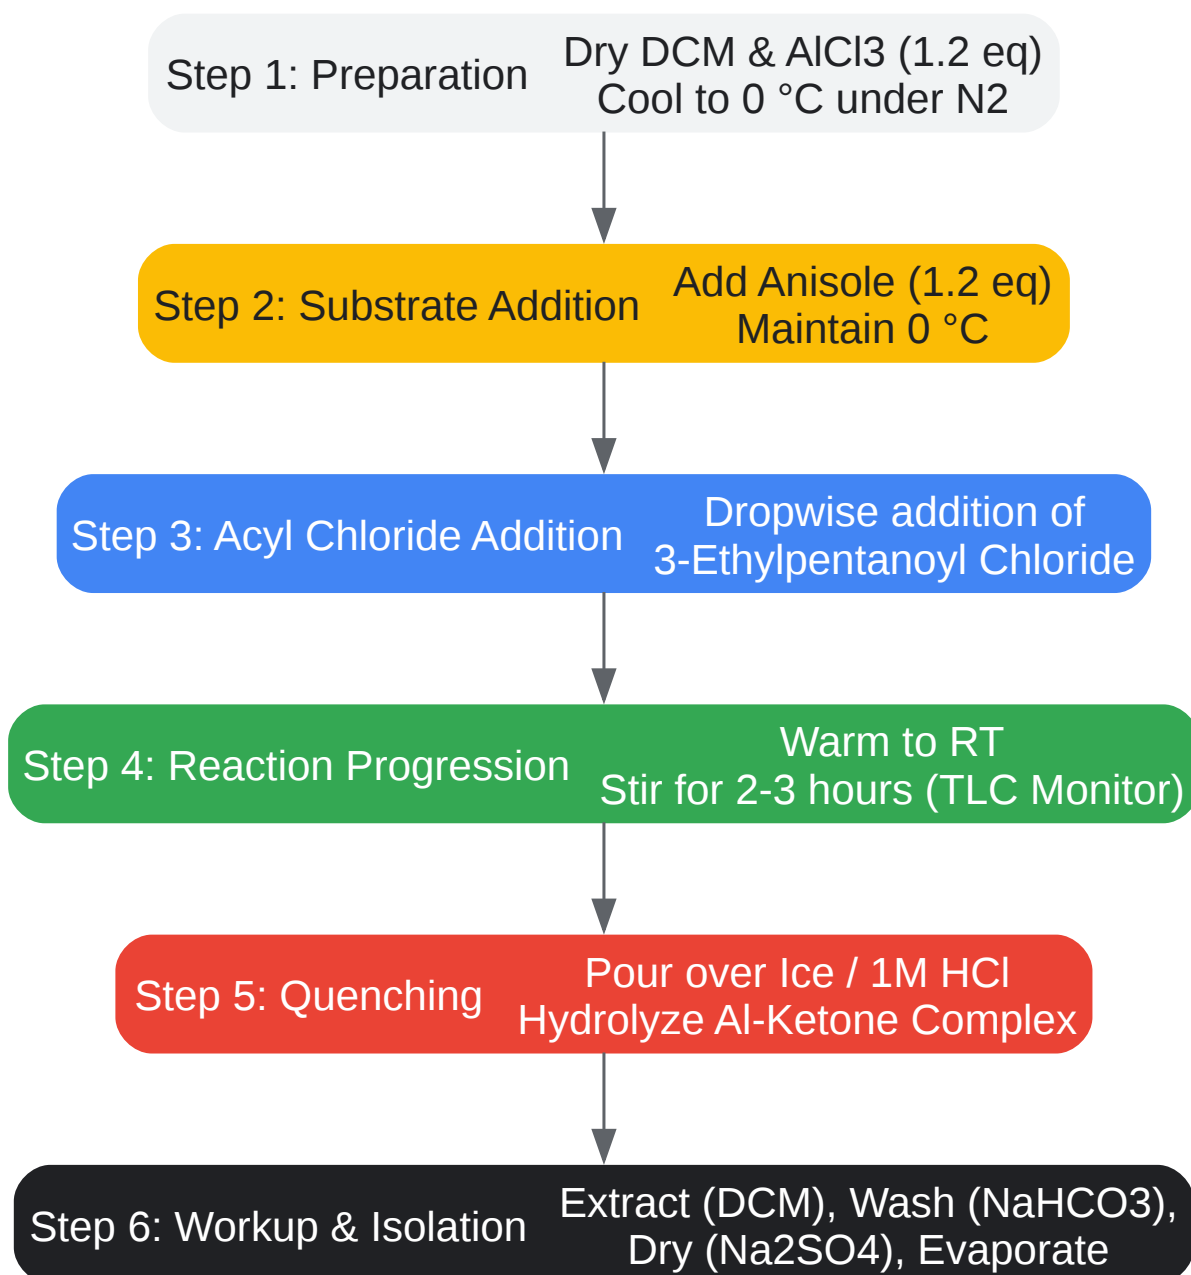 Step 1: Preparation
Dry DCM & AlCl3 (1.2 eq)
Cool to 0 °C under N2
Step 2: Substrate Addition
Add Anisole (1.2 eq)
Maintain 0 °C
Step 3: Acyl Chloride Addition
Dropwise addition of
3-Ethylpentanoyl Chloride
Step 4: Reaction Progression
Warm to RT
Stir for 2-3 hours (TLC Monitor)
Step 5: Quenching
Pour over Ice / 1M HCl
Hydrolyze Al-Ketone Complex
Step 6: Workup & Isolation
Extract (DCM), Wash (NaHCO3),
Dry (Na2SO4), Evaporate